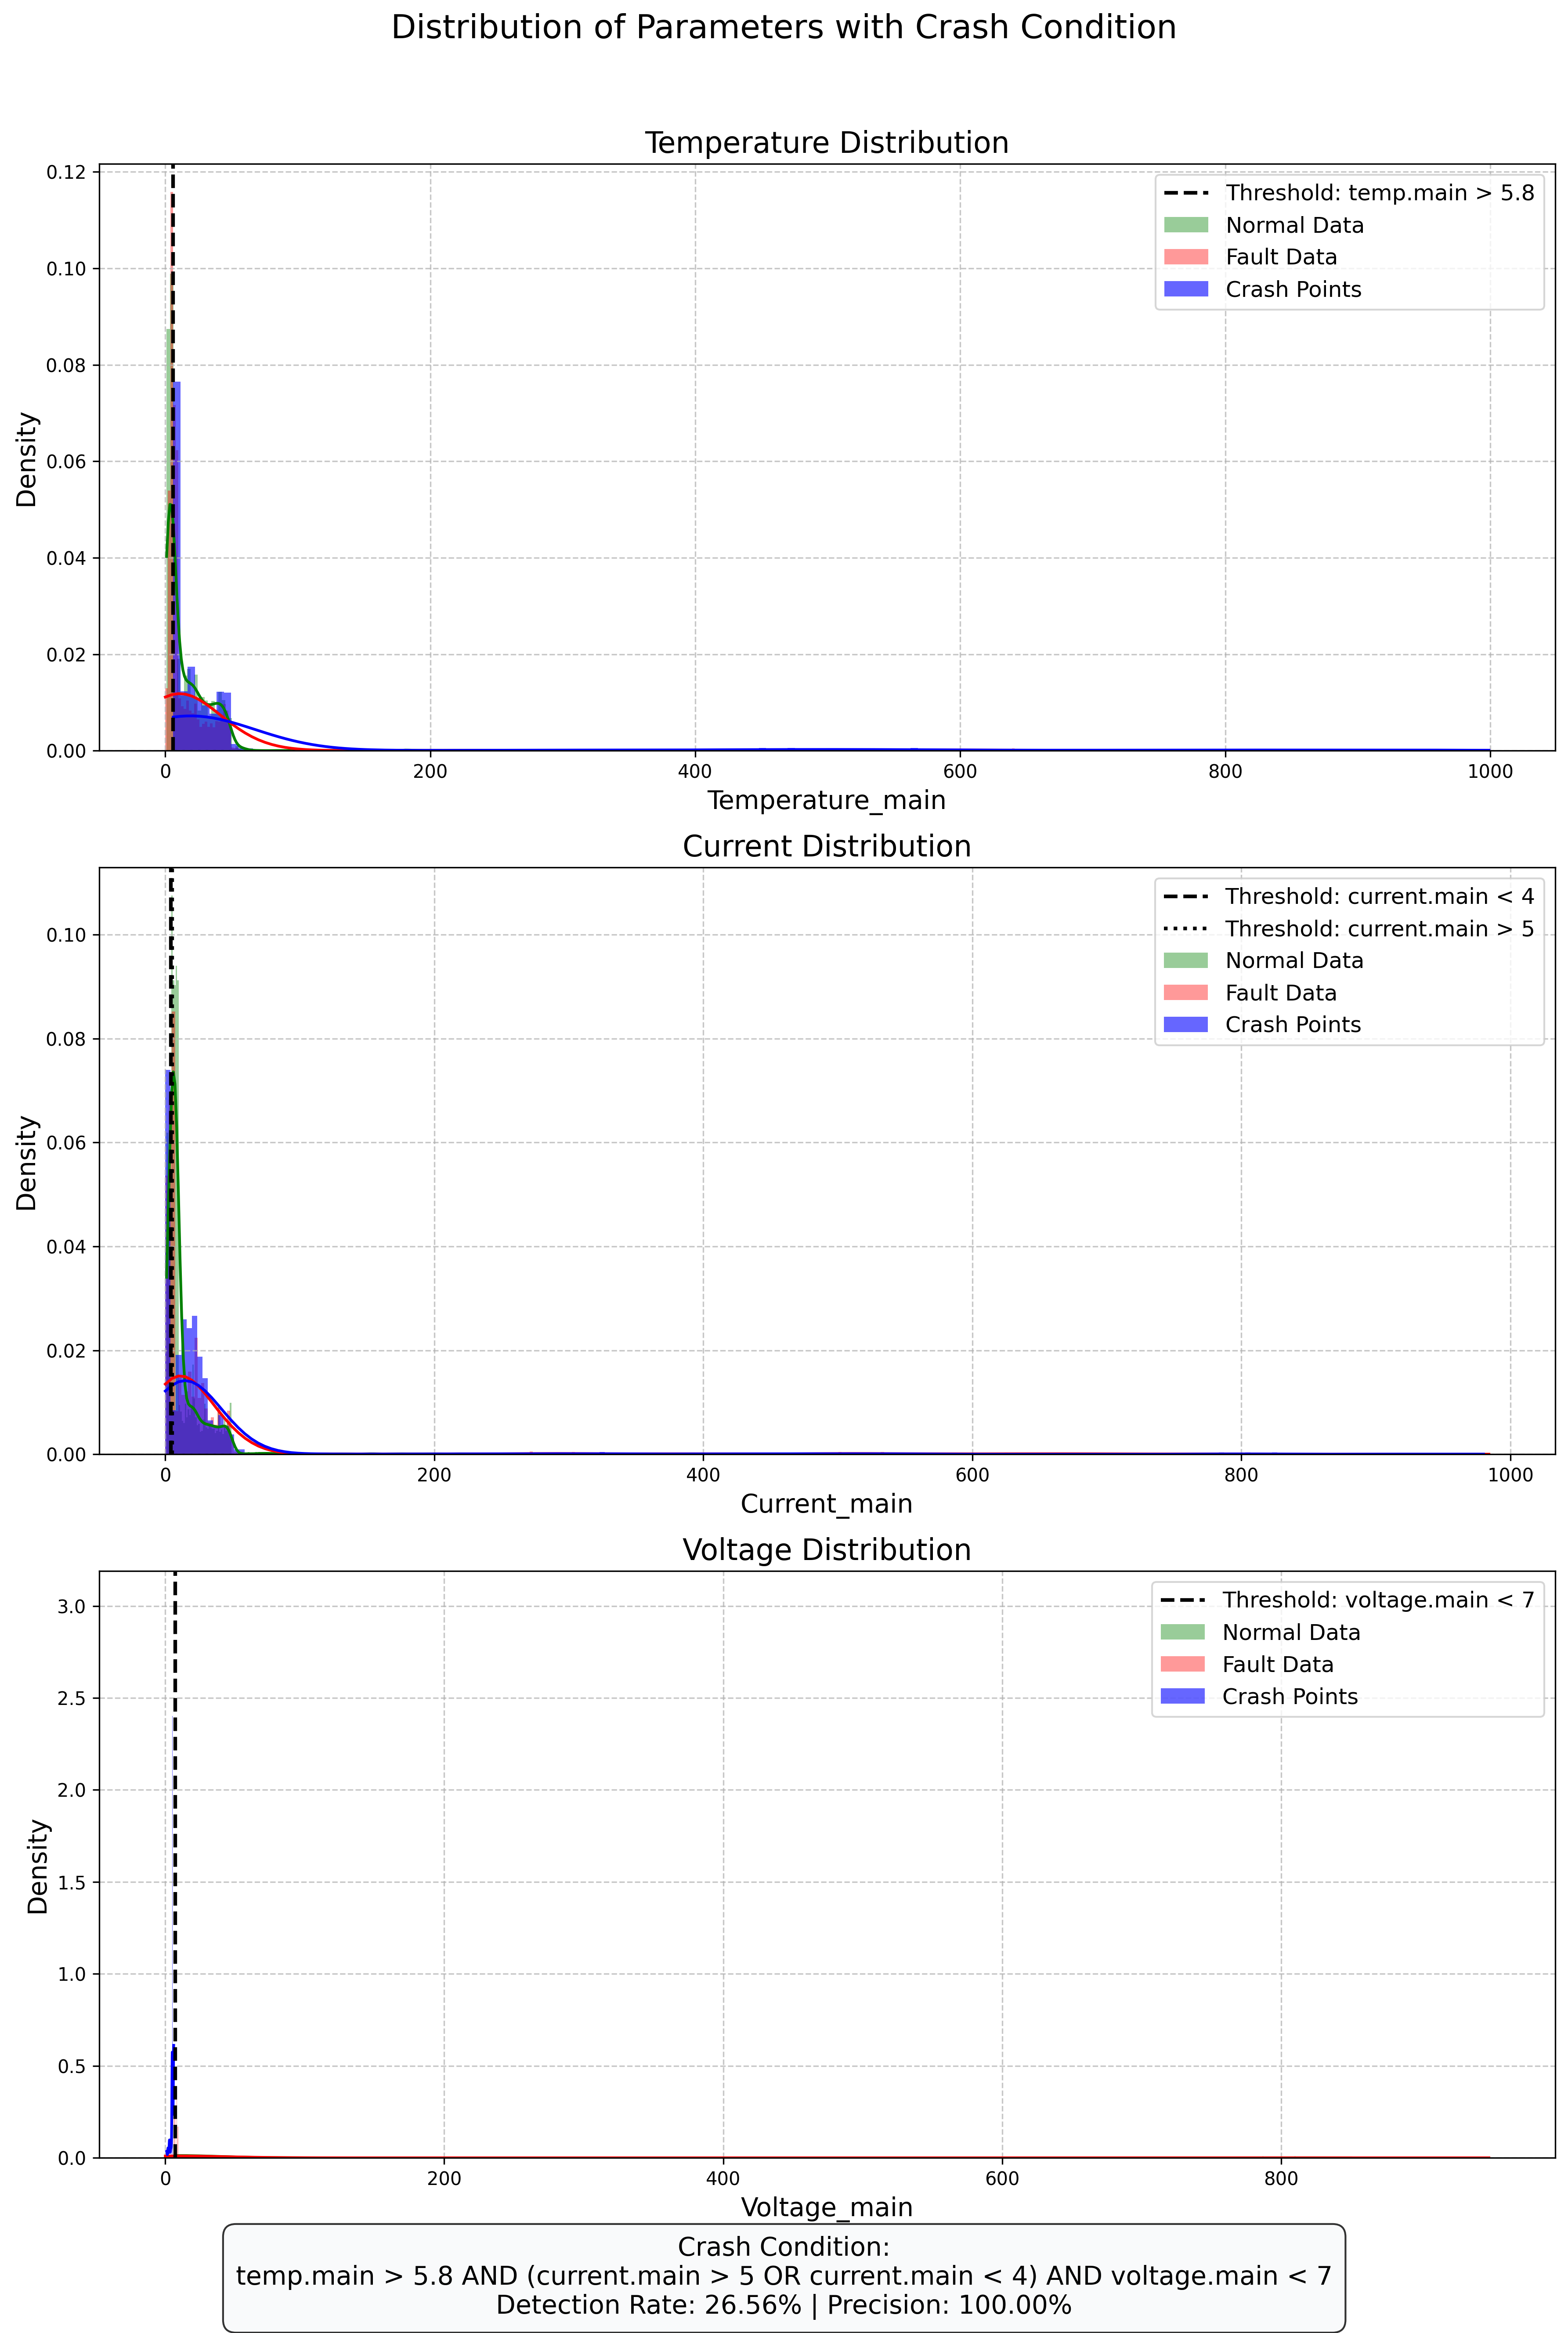 Distribution of Parameters with Crash Condition
Temperature Distribution
0.12
0.10
0.08
0.06
0.04
0.02
0.00
Density
Threshold: temp.main > 5.8
Normal Data
Fault Data
Crash Points
0 200 400 600 800 1000
Temperature_main
Current Distribution
0.10
0.08
0.06
0.04
0.02
0.00
Density
Threshold: current.main < 4
Threshold: current.main > 5
Normal Data
Fault Data
Crash Points
0 200 400 600 800 1000
Current_main
Voltage Distribution
3.0
2.5
2.0
1.5
1.0
0.5
0.0
Density
Threshold: voltage.main < 7
Normal Data
Fault Data
Crash Points
0 200 400 600 800
Voltage_main
Crash Condition:
temp.main > 5.8 AND (current.main > 5 OR current.main < 4) AND voltage.main < 7
Detection Rate: 26.56% | Precision: 100.00%